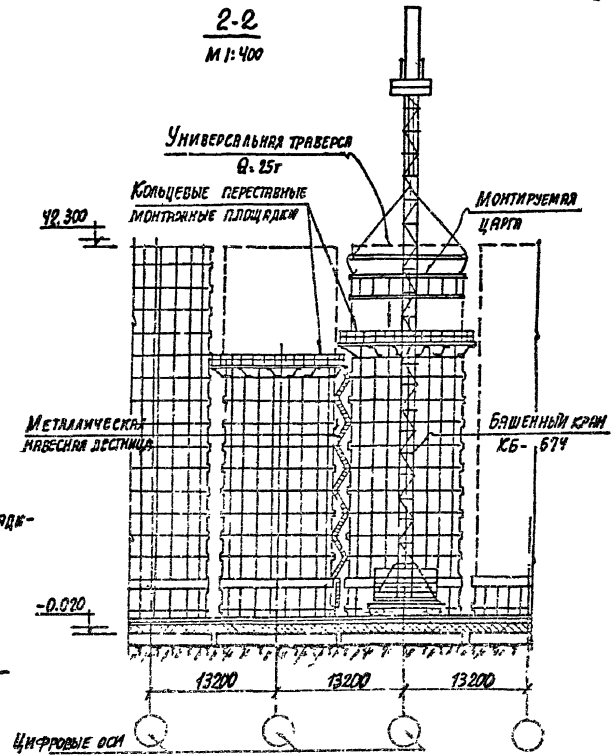 2-2
М 1:400
УНИВЕРСАЛЬНАЯ ТРАВЕРСА
Q=25т
КОЛЬЦЕВЫЕ ПЕРЕСТАВНЫЕ
МОНТАЖНЫЕ ПЛОЩАДКИ
МОНТИРУЕМАЯ
ЦАРГА
42.300
МЕТАЛЛИЧЕСКАЯ
НАВЕСНАЯ ЛЕСТНИЦА
БАШЕННЫЙ КРАН
КБ-674
-0.020
13200
13200
13200
ЦИФРОВЫЕ ОСИ